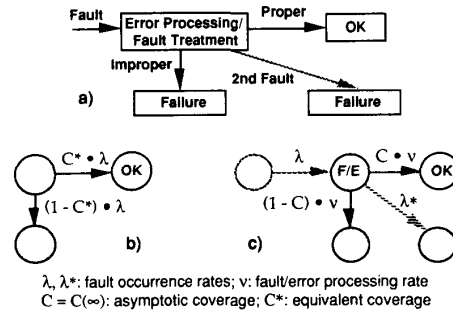 Fault
Error Processing/
Fault Treatment
Proper
OK
Improper
2nd Fault
a)
Failure
Failure
C* • λ
OK
(1 - C*) • λ
b)
λ
F/E
C • ν
OK
(1 - C) • ν
λ*
c)
λ, λ*: fault occurrence rates; ν: fault/error processing rate
C = C(∞): asymptotic coverage; C*: equivalent coverage